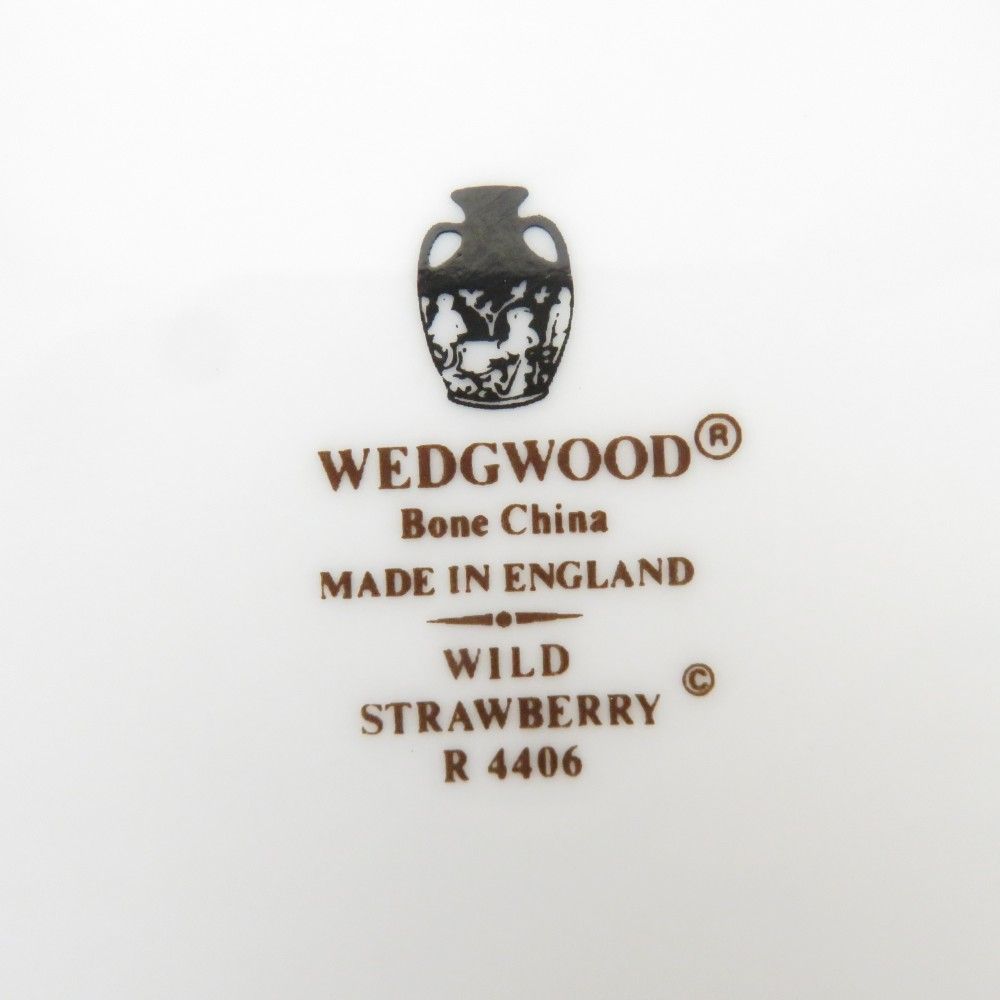 WEDGWOOD®
Bone China
MADE IN ENGLAND
WILD
STRAWBERRY ©
R 4406